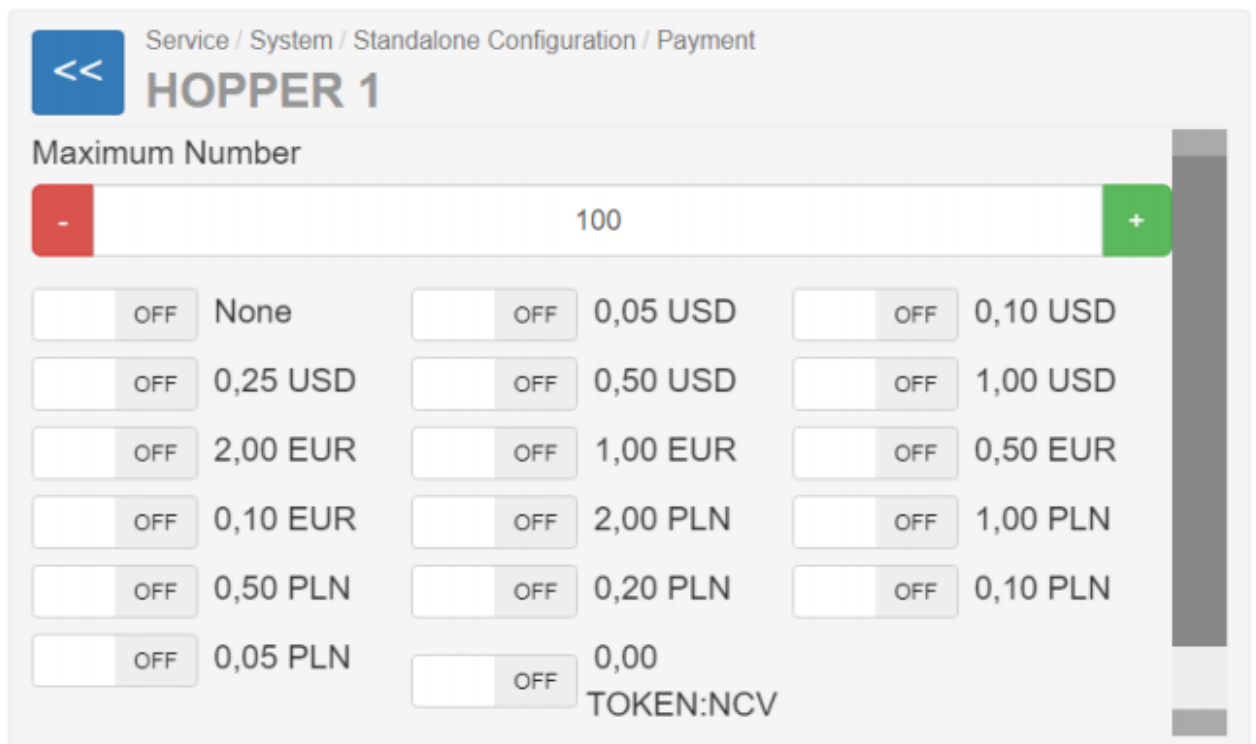 << Service / System / Standalone Configuration / Payment
HOPPER 1
Maximum Number
- 100 +
OFF None OFF 0,05 USD OFF 0,10 USD
OFF 0,25 USD OFF 0,50 USD OFF 1,00 USD
OFF 2,00 EUR OFF 1,00 EUR OFF 0,50 EUR
OFF 0,10 EUR OFF 2,00 PLN OFF 1,00 PLN
OFF 0,50 PLN OFF 0,20 PLN OFF 0,10 PLN
OFF 0,05 PLN OFF 0,00
TOKEN:NCV